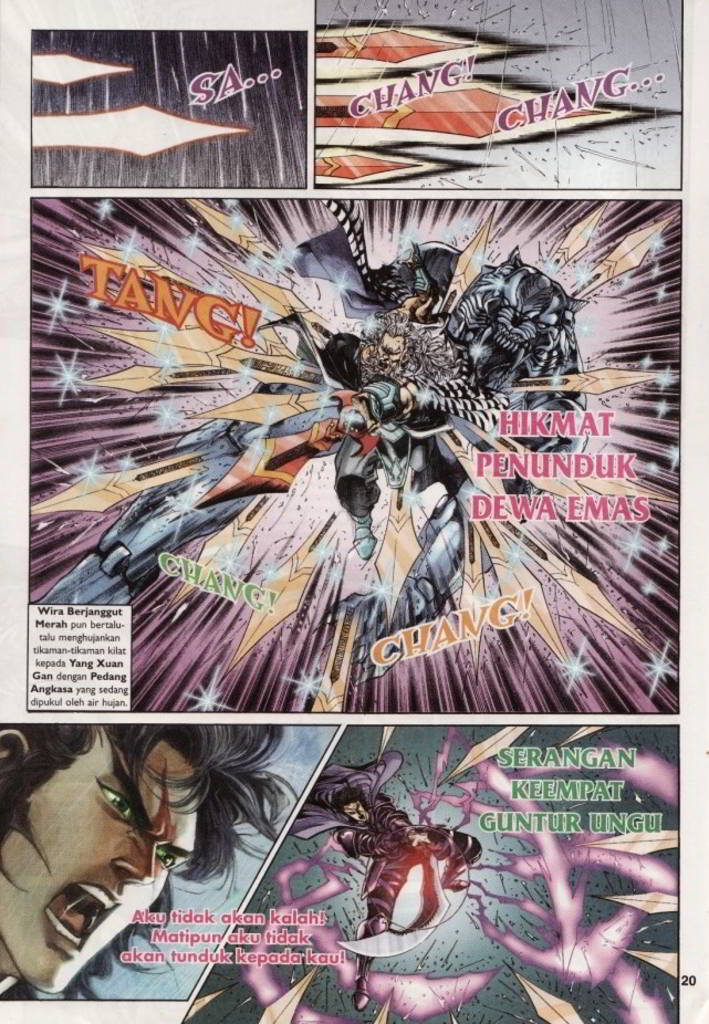 SA...
CHANG!
CHANG...
TANG!
HIKMAT
PENUNDUK
DEWA EMAS
CHANG!
CHANG!
Wira Berjanggut
Merah pun bertalu-
talu menghujankan
tikaman-tikaman kilat
kepada Yang Xuan
Gan dengan Pedang
Angkasa yang sedang
dipukul oleh air hujan.
SERANGAN
KEEMPAT
GUNTUR UNGU
Aku tidak akan kalah!
Matipun aku tidak
akan tunduk kepada kau!
20